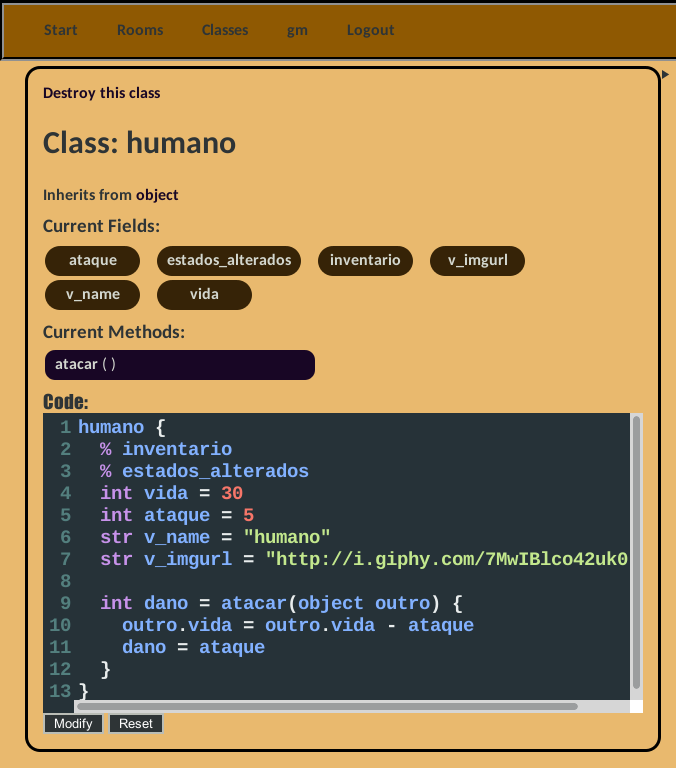 Start Rooms Classes gm Logout
Destroy this class
Class: humano
Inherits from object
Current Fields:
ataque estados_alterados inventario v_imgurl
v_name vida
Current Methods:
atacar ( )
Code:
1 humano {
2 % inventario
3 % estados_alterados
4 int vida = 30
5 int ataque = 5
6 str v_name = "humano"
7 str v_imgurl = "http://i.giphy.com/7MwIBlco42uk0
8
9 int dano = atacar(object outro) {
10 outro.vida = outro.vida - ataque
11 dano = ataque
12 }
13 }
Modify Reset